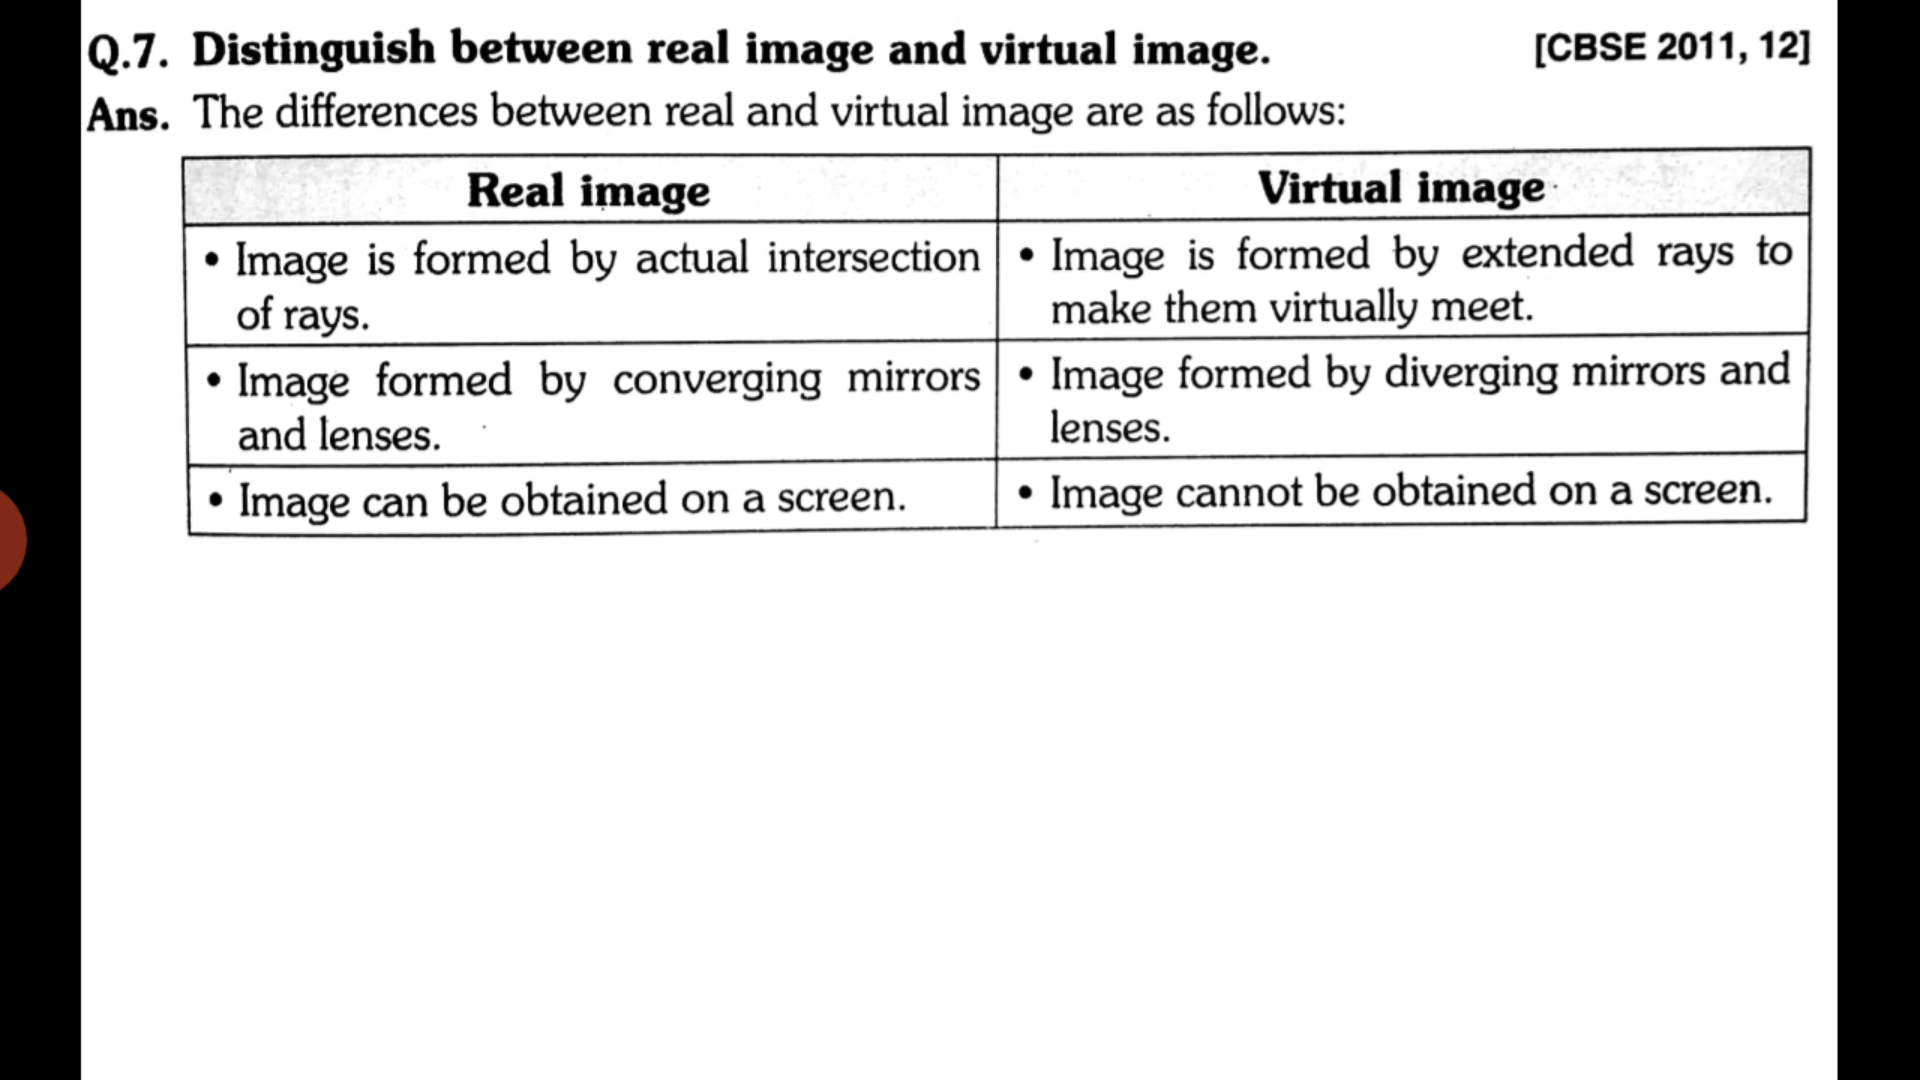 Q.7. Distinguish between real image and virtual image. [CBSE 2011, 12]
Ans. The differences between real and virtual image are as follows:
Real image Virtual image
• Image is formed by actual intersection
of rays.
• Image is formed by extended rays to
make them virtually meet.
• Image formed by converging mirrors
and lenses.
• Image formed by diverging mirrors and
lenses.
• Image can be obtained on a screen.
• Image cannot be obtained on a screen.